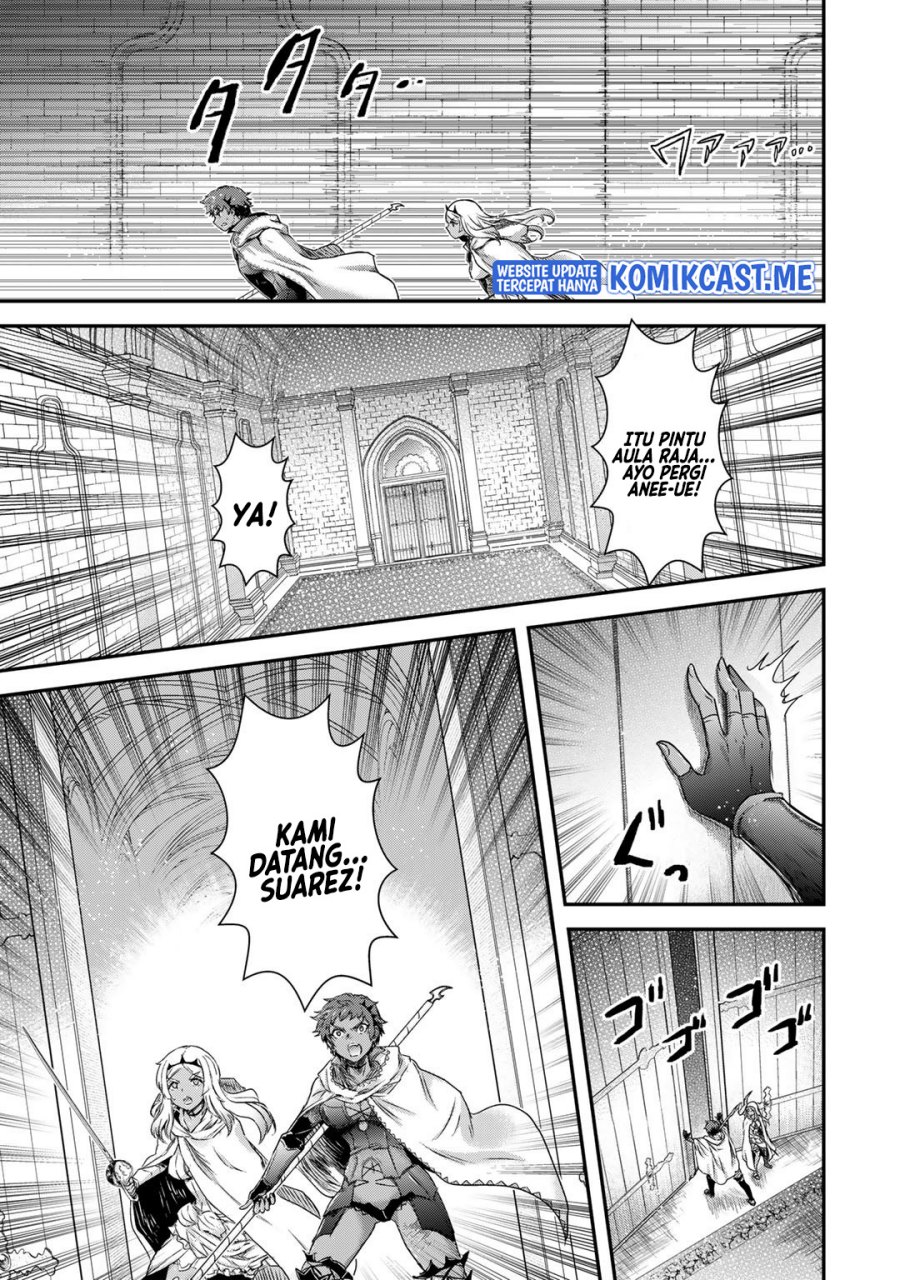 タタタ…
ワァァァァ…
WEBSITE UPDATE
TERCEPAT HANYA
KOMIKCAST.ME
ITU PINTU
AULA RAJA...
AYO PERGI
ANEE-UE!
YA!
ぐっ
ゴゴゴ
KAMI
DATANG...
SUAREZ!